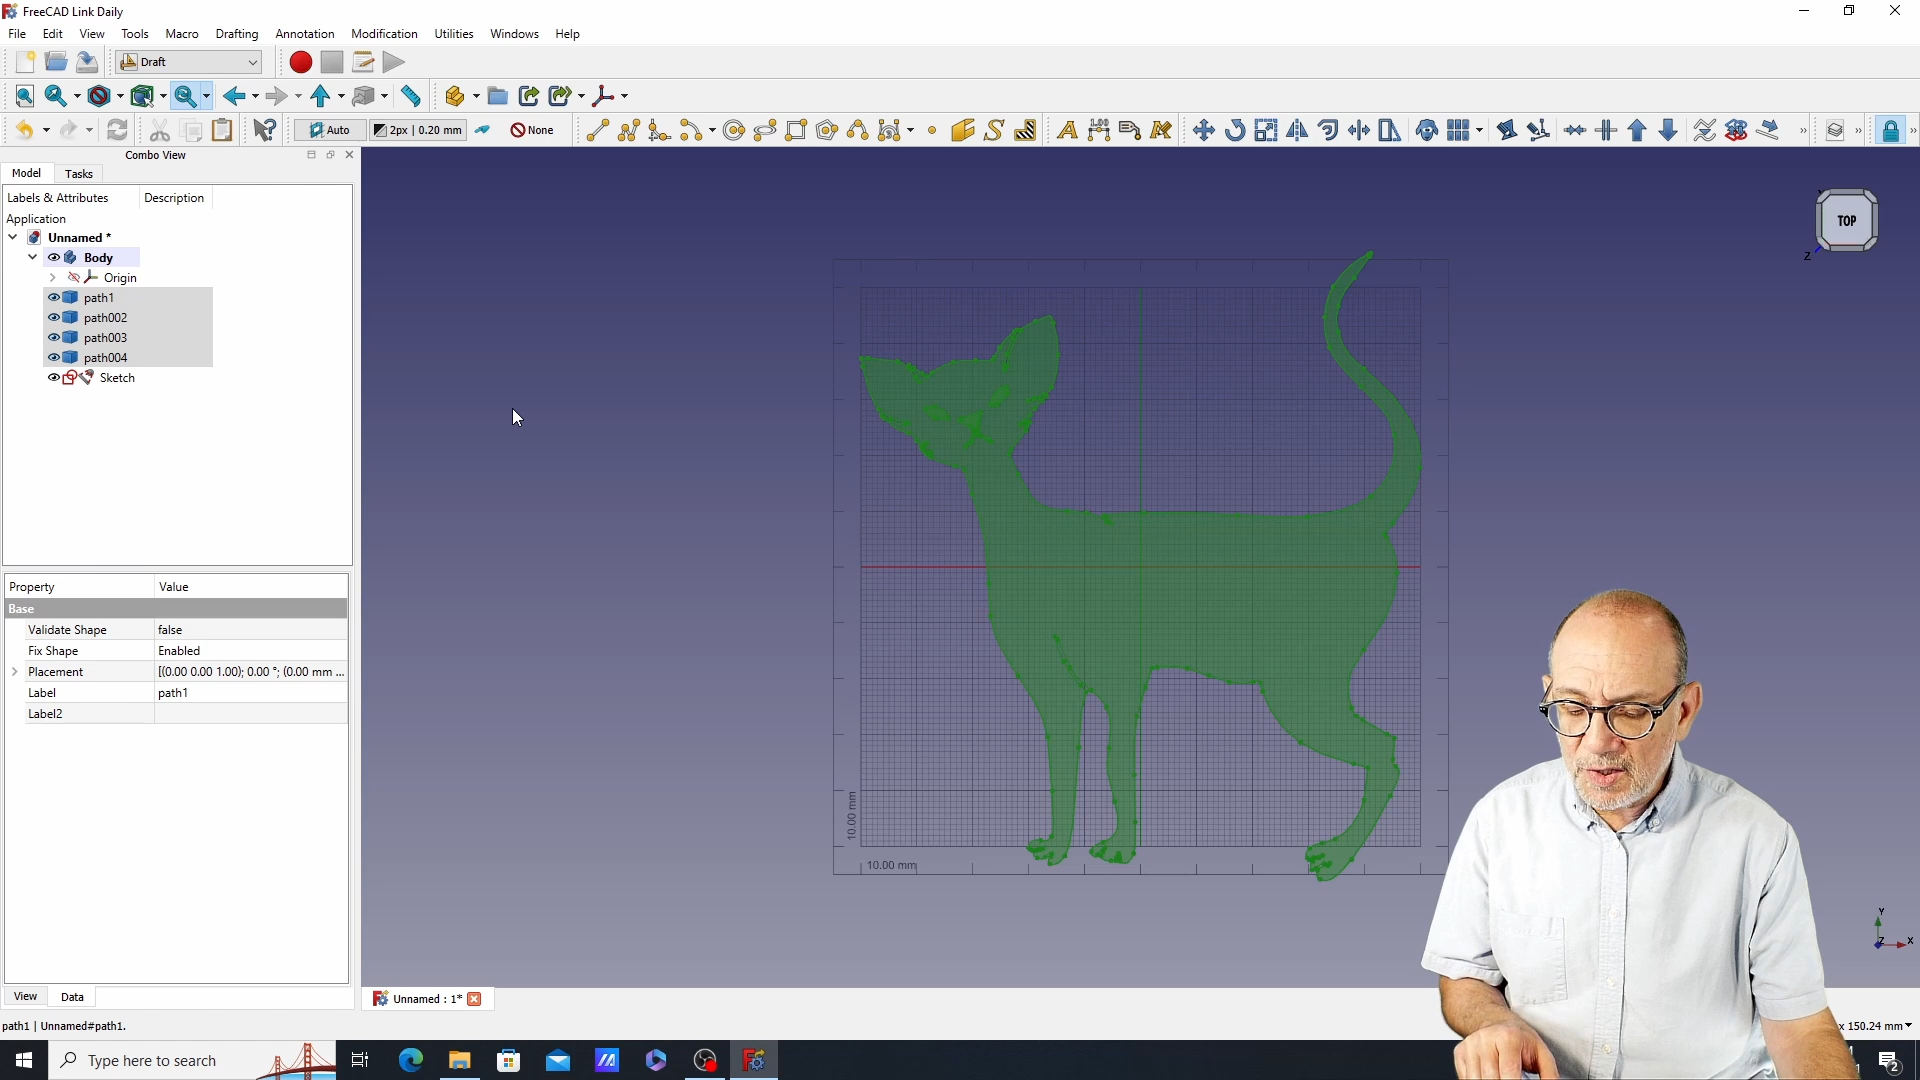 FreeCAD Link Daily
File Edit View Tools Macro Drafting Annotation Modification Utilities Windows Help
Draft
Auto 2px | 0.20 mm None
Combo View
Model Tasks
Labels & Attributes Description
Application
Unnamed *
Body
Origin
path1
path002
path003
path004
Sketch
TOP
Z
10.00 mm
10.00 mm
Property Value
Base
Validate Shape false
Fix Shape Enabled
Placement [(0.00 0.00 1.00); 0.00 °; (0.00 mm ...
Label path1
Label2
Y
Z X
View Data
Unnamed : 1*
path1 | Unnamed#path1.
x 150.24 mm
Type here to search
2